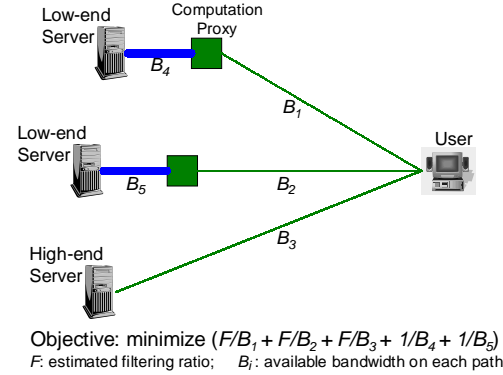 Low-end
Server
Computation
Proxy
B4
B1
Low-end
Server
User
B5
B2
B3
High-end
Server
Objective: minimize (F/B1 + F/B2 + F/B3 + 1/B4 + 1/B5)
F: estimated filtering ratio; Bi : available bandwidth on each path